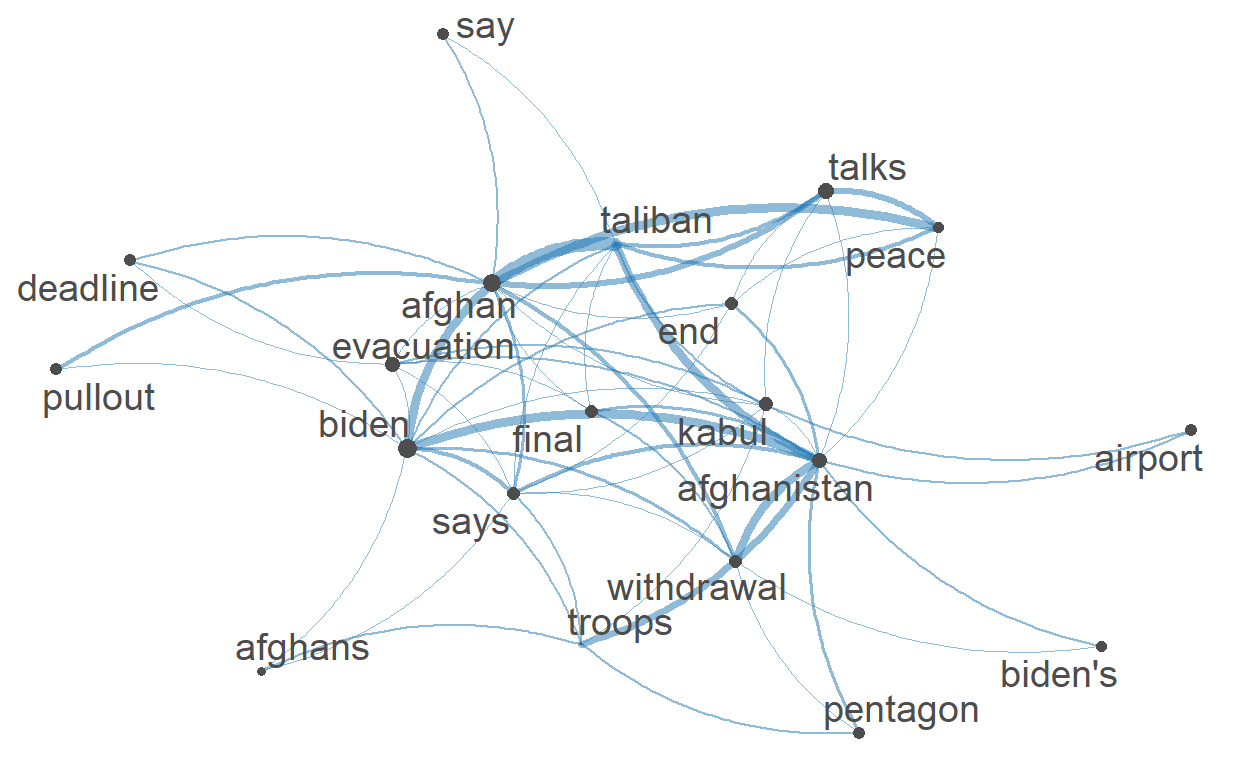 say
talks
taliban
peace
deadline
afghan
end
evacuation
pullout
biden
final
kabul
airport
afghanistan
says
withdrawal
troops
afghans
biden's
pentagon